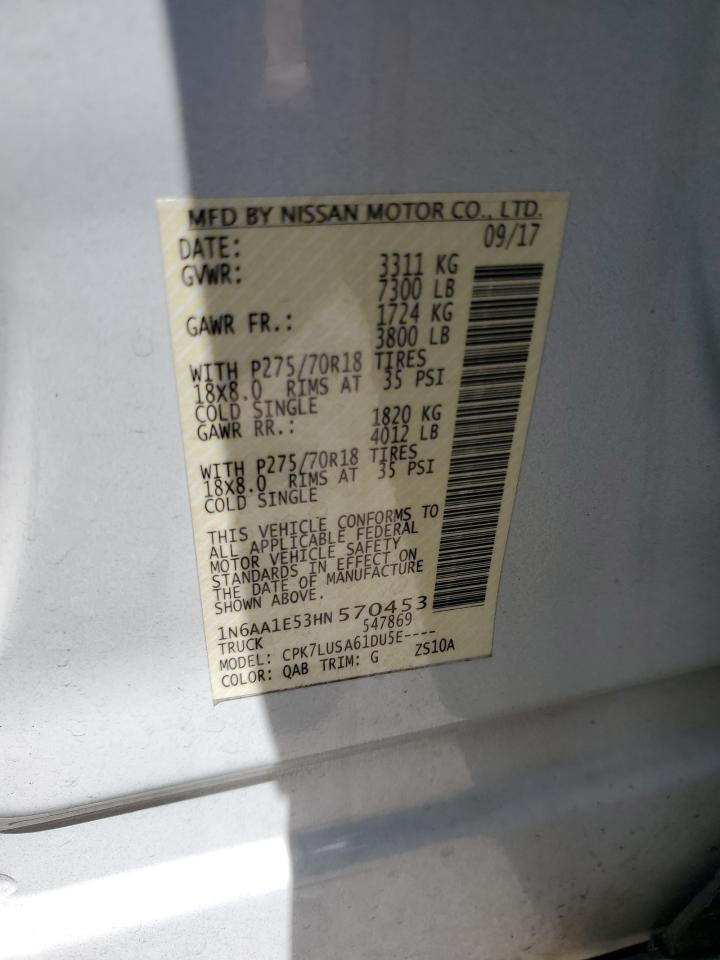 MFD BY NISSAN MOTOR CO., LTD.
DATE: 09/17
GVWR: 3311 KG
7300 LB
GAWR FR.: 1724 KG
3800 LB
WITH P275/70R18 TIRES
18X8.0 RIMS AT 35 PSI
COLD SINGLE
GAWR RR.: 1820 KG
4012 LB
WITH P275/70R18 TIRES
18X8.0 RIMS AT 35 PSI
COLD SINGLE
THIS VEHICLE CONFORMS TO
ALL APPLICABLE FEDERAL
MOTOR VEHICLE SAFETY
STANDARDS IN EFFECT ON
THE DATE OF MANUFACTURE
SHOWN ABOVE.
1N6AA1E53HN570453
TRUCK 547869
MODEL: CPK7LUSA61DU5E----
COLOR: QAB TRIM: G ZS10A